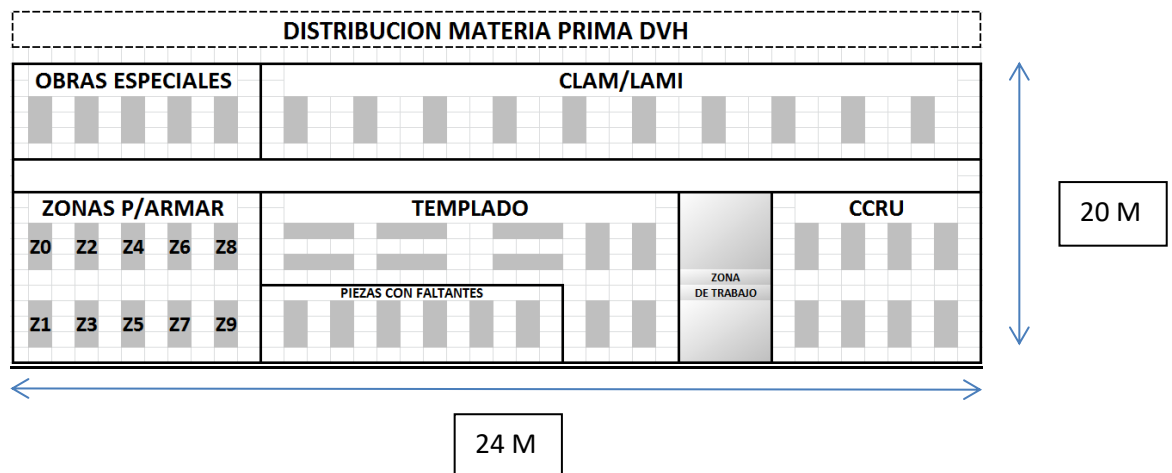 DISTRIBUCION MATERIA PRIMA DVH
OBRAS ESPECIALES
CLAM/LAMI
20 M
ZONAS P/ARMAR
TEMPLADO
CCRU
Z0 Z2 Z4 Z6 Z8
ZONA
DE TRABAJO
PIEZAS CON FALTANTES
Z1 Z3 Z5 Z7 Z9
24 M